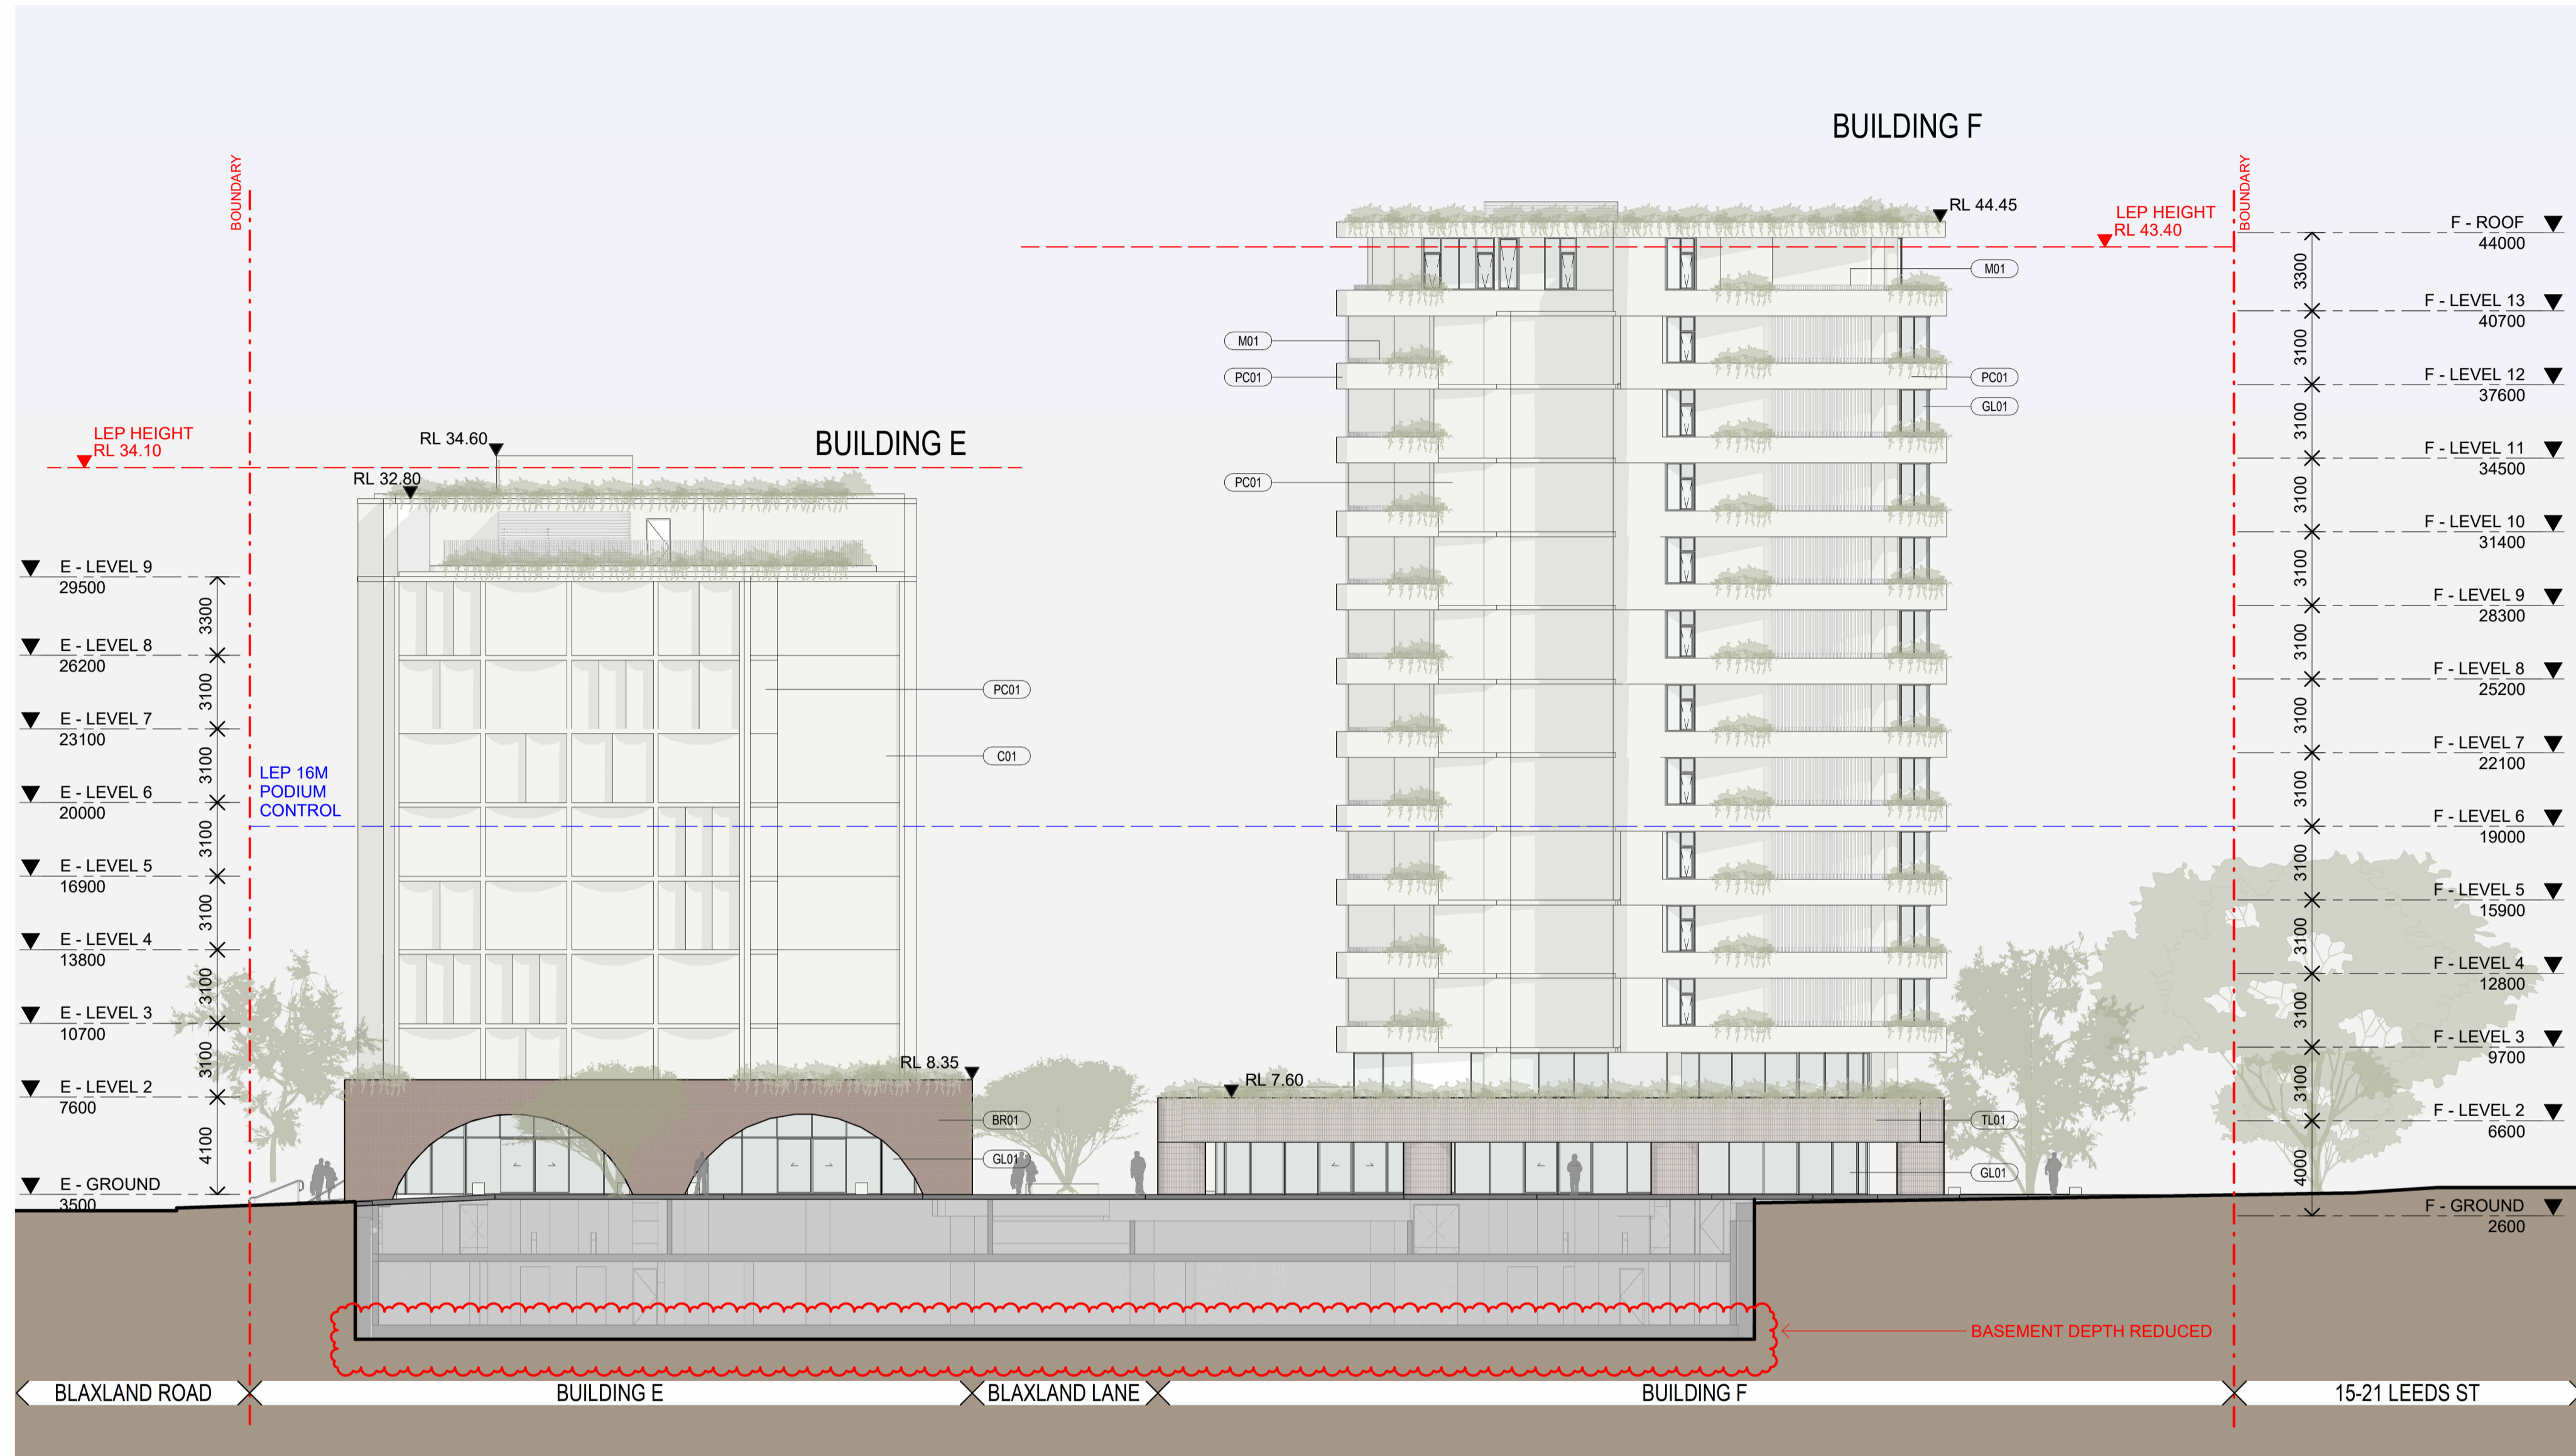 BUILDING F
BOUNDARY
BOUNDARY
RL 44.45
LEP HEIGHT
RL 43.40
F - ROOF
44000
3300
M01
F - LEVEL 13
40700
3100
M01
PC01
PC01
F - LEVEL 12
37600
GL01
3100
LEP HEIGHT
RL 34.10
RL 34.60
BUILDING E
F - LEVEL 11
34500
RL 32.80
PC01
3100
F - LEVEL 10
31400
3100
E - LEVEL 9
29500
F - LEVEL 9
28300
3300
3100
E - LEVEL 8
26200
F - LEVEL 8
25200
3100
PC01
3100
E - LEVEL 7
23100
F - LEVEL 7
22100
3100
C01
3100
LEP 16M
PODIUM
CONTROL
E - LEVEL 6
20000
F - LEVEL 6
19000
3100
3100
E - LEVEL 5
16900
F - LEVEL 5
15900
3100
3100
E - LEVEL 4
13800
F - LEVEL 4
12800
3100
3100
E - LEVEL 3
10700
F - LEVEL 3
9700
3100
RL 8.35
RL 7.60
3100
E - LEVEL 2
7600
F - LEVEL 2
6600
BR01
TL01
4100
GL01
GL01
4000
E - GROUND
3500
F - GROUND
2600
BASEMENT DEPTH REDUCED
BLAXLAND ROAD
BUILDING E
BLAXLAND LANE
BUILDING F
15-21 LEEDS ST